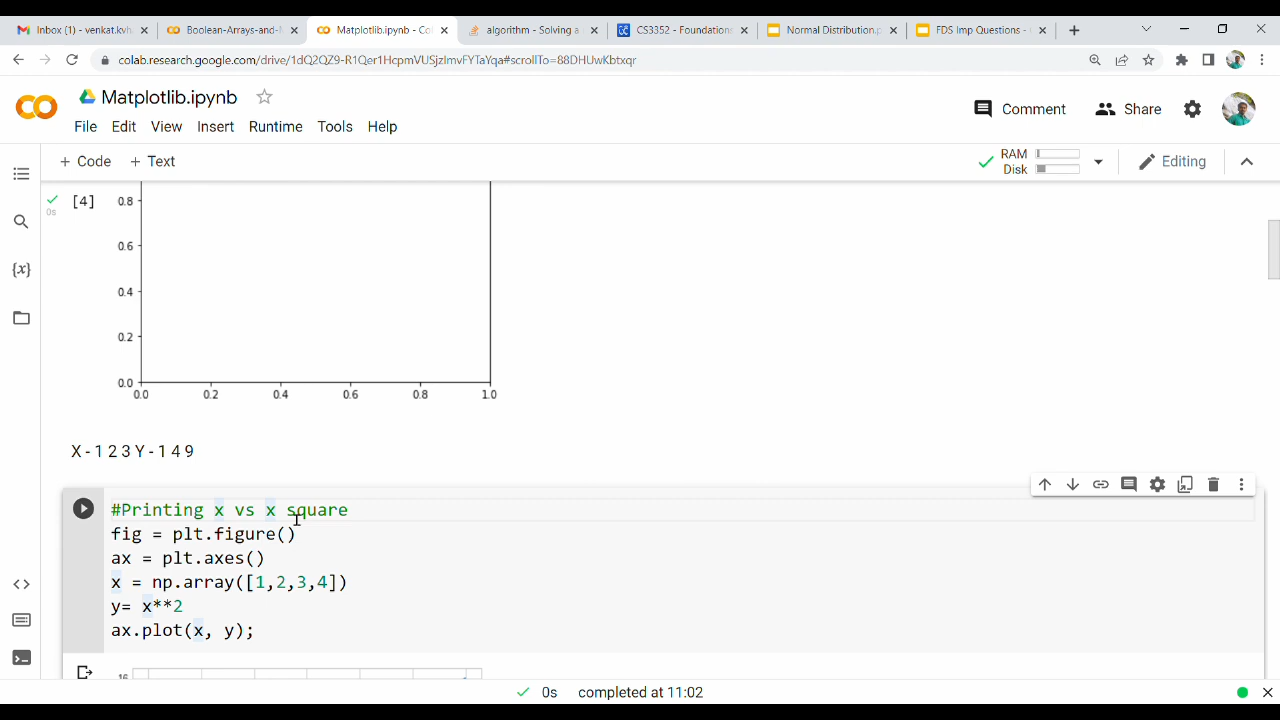 Inbox (1) - venkat.kvh
Boolean-Arrays-and-
Matplotlib.ipynb - Col
algorithm - Solving a
CS3352 - Foundations
Normal Distribution.p
FDS Imp Questions -
colab.research.google.com/drive/1dQ2QZ9-R1Qer1HcpmVUSjzlmvFYTaYqa#scrollTo=88DHUwKbtxqr
CO Matplotlib.ipynb
Comment Share
File Edit View Insert Runtime Tools Help
+ Code + Text
RAM
Disk
Editing
0s
[4]
0.8
0.6
0.4
0.2
0.0
0.0 0.2 0.4 0.6 0.8 1.0
X - 1 2 3 Y - 1 4 9
#Printing x vs x square
fig = plt.figure()
ax = plt.axes()
x = np.array([1,2,3,4])
y= x**2
ax.plot(x, y);
16
0s completed at 11:02